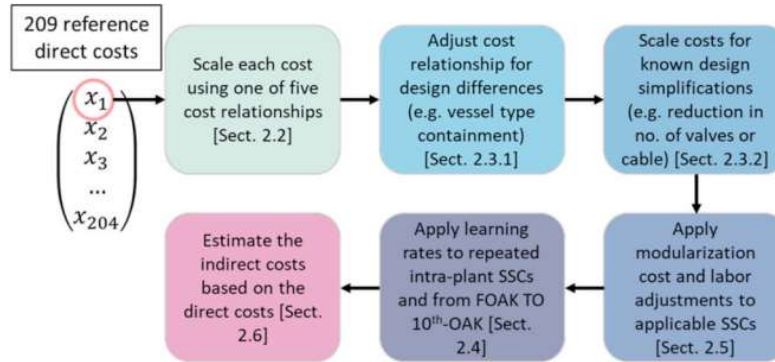 209 reference
direct costs
x1
x2
x3
...
x204
Scale each cost
using one of five
cost relationships
[Sect. 2.2]
Adjust cost
relationship for
design differences
(e.g. vessel type
containment)
[Sect. 2.3.1]
Scale costs for
known design
simplifications
(e.g. reduction in
no. of valves or
cable) [Sect. 2.3.2]
Apply
modularization
cost and labor
adjustments to
applicable SSCs
[Sect. 2.5]
Apply learning
rates to repeated
intra-plant SSCs
and from FOAK TO
10th-OAK [Sect.
2.4]
Estimate the
indirect costs
based on the
direct costs [Sect.
2.6]